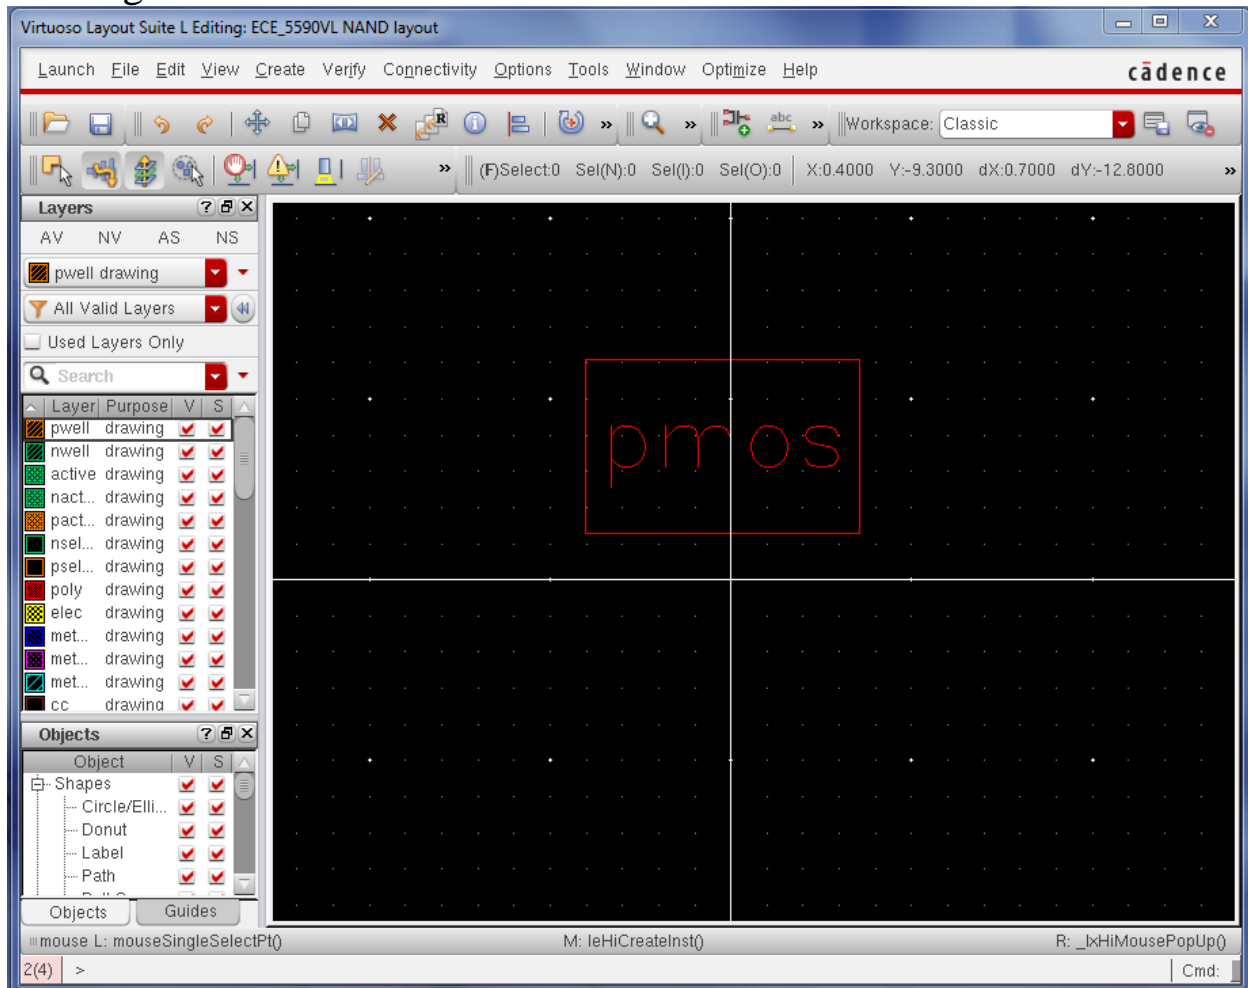 Virtuoso Layout Suite L Editing: ECE_5590VL NAND layout
Launch File Edit View Create Verify Connectivity Options Tools Window Optimize Help
cādence
R
abc
»
»
»
Workspace: Classic
»
(F)Select:0 Sel(N):0 Sel(I):0 Sel(O):0 X:0.4000 Y:-9.3000 dX:0.7000 dY:-12.8000 »
Layers
AV NV AS NS
pwell drawing
All Valid Layers
Used Layers Only
Search
Layer Purpose V S
pwell drawing
nwell drawing
active drawing
nact... drawing
pact... drawing
nsel... drawing
psel... drawing
poly drawing
elec drawing
met... drawing
met... drawing
met... drawing
cc drawing
pmos
Objects
Object V S
Shapes
Circle/Elli...
Donut
Label
Path
Objects Guides
mouse L: mouseSingleSelectPt() M: leHiCreateInst() R: _lxHiMousePopUp()
2(4) > Cmd: